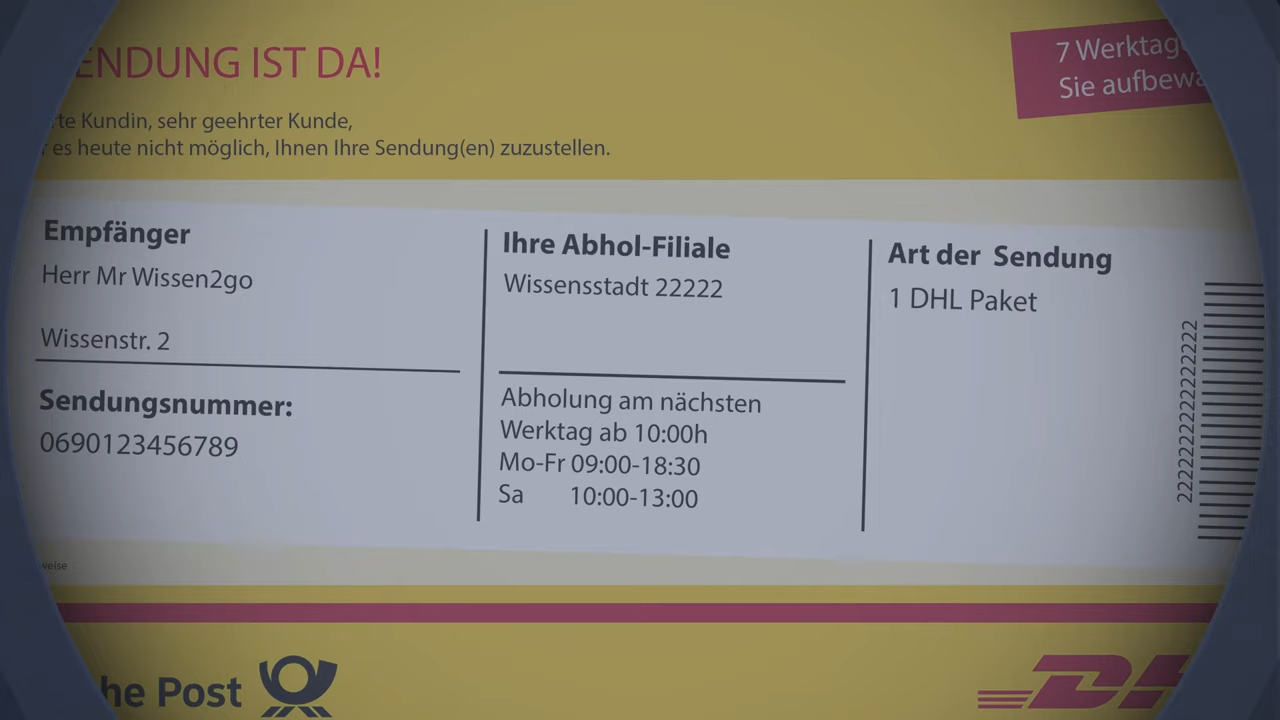 ENDUNG IST DA!
7 Werktag
Sie aufbewa
rte Kundin, sehr geehrter Kunde,
r es heute nicht möglich, Ihnen Ihre Sendung(en) zuzustellen.
Empfänger
Herr Mr Wissen2go
Wissenstr. 2
Sendungsnummer:
0690123456789
Ihre Abhol-Filiale
Wissensstadt 22222
Abholung am nächsten
Werktag ab 10:00h
Mo-Fr 09:00-18:30
Sa 10:00-13:00
Art der Sendung
1 DHL Paket
weise
he Post
DH